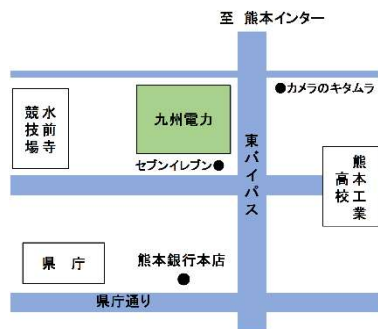 至 熊本インター
カメラのキタムラ
水前寺
競技場
九州電力
セブンイレブン
東バイパス
熊本工業
高校
県庁
熊本銀行本店
県庁通り